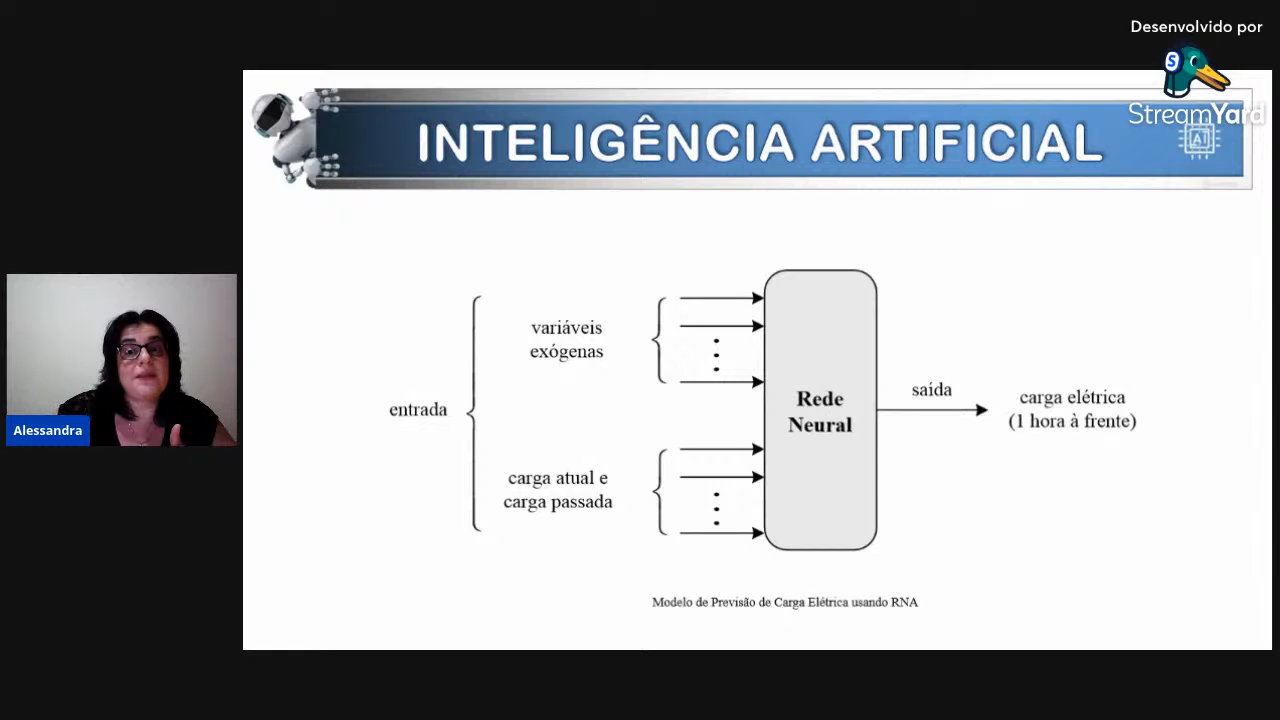 Desenvolvido por
S
StreamYard
INTELIGÊNCIA ARTIFICIAL
AI
variáveis
exógenas
entrada
carga atual e
carga passada
Rede
Neural
saída
carga elétrica
(1 hora à frente)
Alessandra
Modelo de Previsão de Carga Elétrica usando RNA